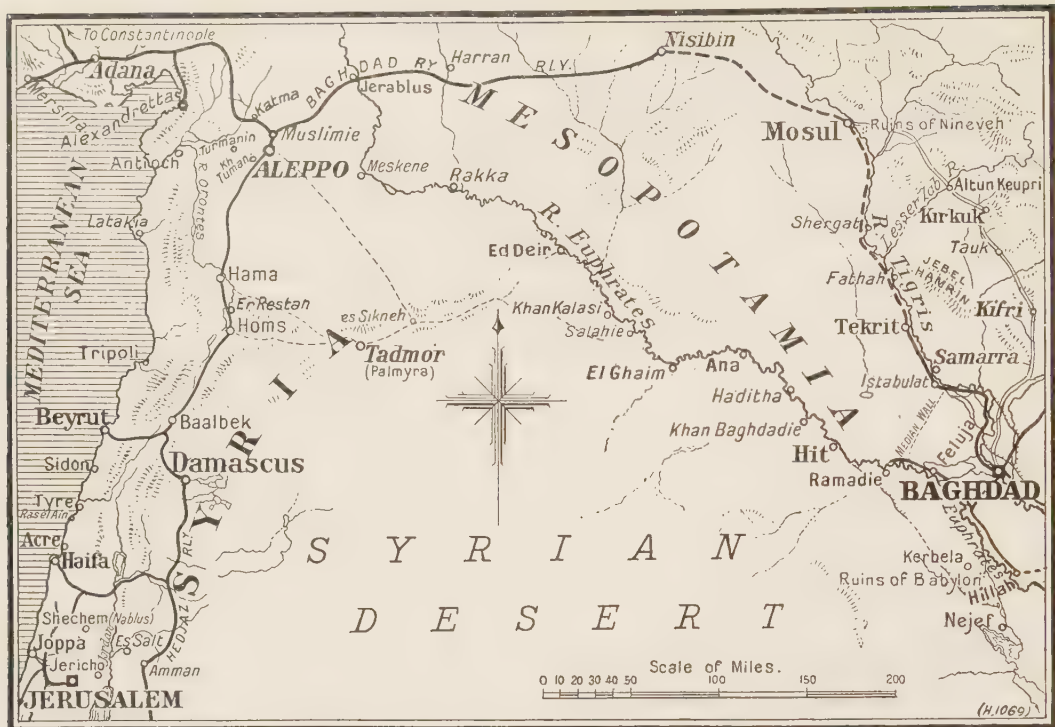 To Constantinople
Adana
Mersina
Alexandretta
Katma
BAGHDAD RY
RLY.
Harran
Jerablus
Nisibin
MESOPOTAMIA
Mosul
Ruins of Nineveh
Turmanin
Kh Tuman
Muslimie
Antioch
R. Orontes
ALEPPO
Meskene
Rakka
Lesser Zab R.
Altun Keupri
Kirkuk
Shergat
Tauk
R. Tigris
JEBEL
HAMRIN
Fathah
Kifri
Latakia
MEDITERRANEAN
SEA
Hama
Er-Restan
Homs
es Sikneh
Ed Deir
R. Euphrates
Khan Kalasi
Salahie
Tekrit
Samarra
Istabulat
Tripoli
Tadmor
(Palmyra)
El Ghaim
Ana
Haditha
Khan Baghdadie
MEDIAN WALL
Feluja
Beyrut
Baalbek
SYRIA
Hit
Ramadie
BAGHDAD
Sidon
Damascus
Tyre
Ras el Ain
Acre
Haifa
HEDJAZ RLY
SYRIAN
DESERT
Euphrates
Kerbela
Ruins of Babylon
Hillah
Nejef
Shechem (Nablus)
Joppa
Es Salt
Jericho
Jordan
Amman
JERUSALEM
Scale of Miles.
0 10 20 30 40 50 100 150 200
(H.1069)